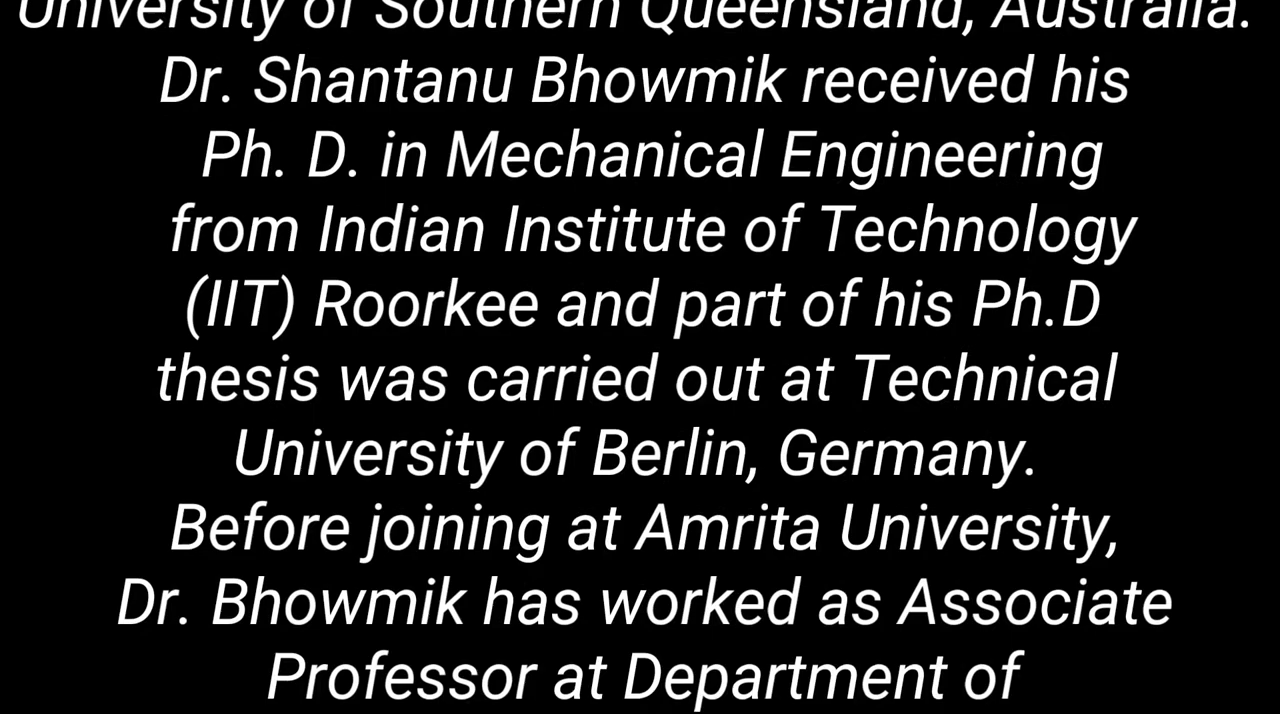 University of Southern Queensland, Australia.
Dr. Shantanu Bhowmik received his
Ph. D. in Mechanical Engineering
from Indian Institute of Technology
(IIT) Roorkee and part of his Ph.D
thesis was carried out at Technical
University of Berlin, Germany.
Before joining at Amrita University,
Dr. Bhowmik has worked as Associate
Professor at Department of